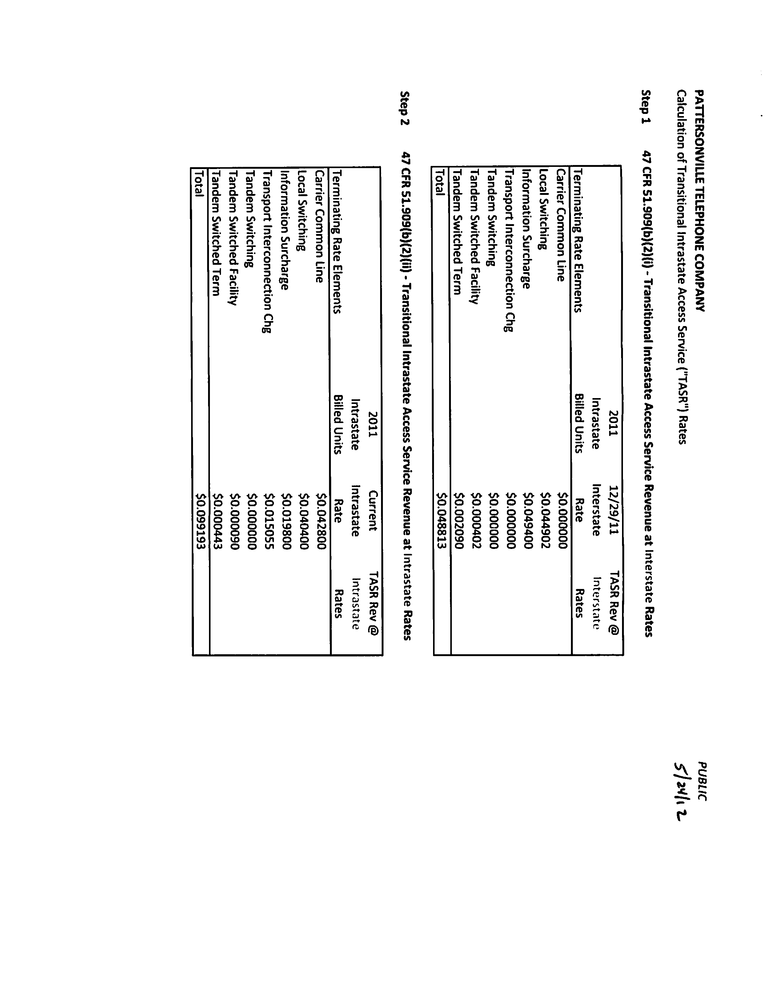 PATTERSONVILLE TELEPHONE COMPANY PUBLIC
Calculation of Transitional Intrastate Access Service ("TASR") Rates 5/24/12
Step 1 47 CFR 51.909(b)(2)(i) - Transitional Intrastate Access Service Revenue at Interstate Rates
2011 12/29/11 TASR Rev @
Intrastate Interstate Interstate
Terminating Rate Elements Billed Units Rate Rates
Carrier Common Line $0.000000
Local Switching $0.044902
Information Surcharge $0.049400
Transport Interconnection Chg $0.000000
Tandem Switching $0.000000
Tandem Switched Facility $0.000402
Tandem Switched Term $0.002090
Total $0.048813
Step 2 47 CFR 51.909(b)(2)(ii) - Transitional Intrastate Access Service Revenue at Intrastate Rates
2011 Current TASR Rev @
Intrastate Intrastate Intrastate
Terminating Rate Elements Billed Units Rate Rates
Carrier Common Line $0.042800
Local Switching $0.040400
Information Surcharge $0.019800
Transport Interconnection Chg $0.015055
Tandem Switching $0.000000
Tandem Switched Facility $0.000090
Tandem Switched Term $0.000443
Total $0.099193